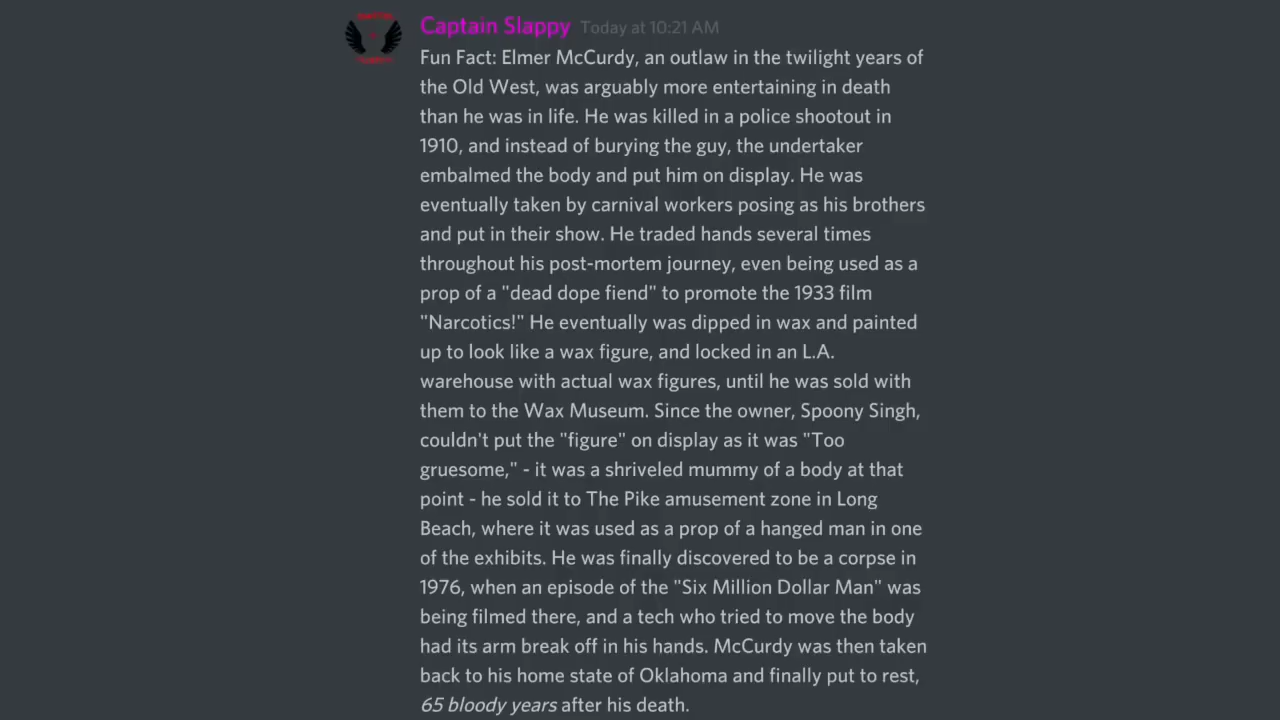 Captain Slappy Today at 10:21 AM
Fun Fact: Elmer McCurdy, an outlaw in the twilight years of
the Old West, was arguably more entertaining in death
than he was in life. He was killed in a police shootout in
1910, and instead of burying the guy, the undertaker
embalmed the body and put him on display. He was
eventually taken by carnival workers posing as his brothers
and put in their show. He traded hands several times
throughout his post-mortem journey, even being used as a
prop of a "dead dope fiend" to promote the 1933 film
"Narcotics!" He eventually was dipped in wax and painted
up to look like a wax figure, and locked in an L.A.
warehouse with actual wax figures, until he was sold with
them to the Wax Museum. Since the owner, Spoony Singh,
couldn't put the "figure" on display as it was "Too
gruesome," - it was a shriveled mummy of a body at that
point - he sold it to The Pike amusement zone in Long
Beach, where it was used as a prop of a hanged man in one
of the exhibits. He was finally discovered to be a corpse in
1976, when an episode of the "Six Million Dollar Man" was
being filmed there, and a tech who tried to move the body
had its arm break off in his hands. McCurdy was then taken
back to his home state of Oklahoma and finally put to rest,
65 bloody years after his death.